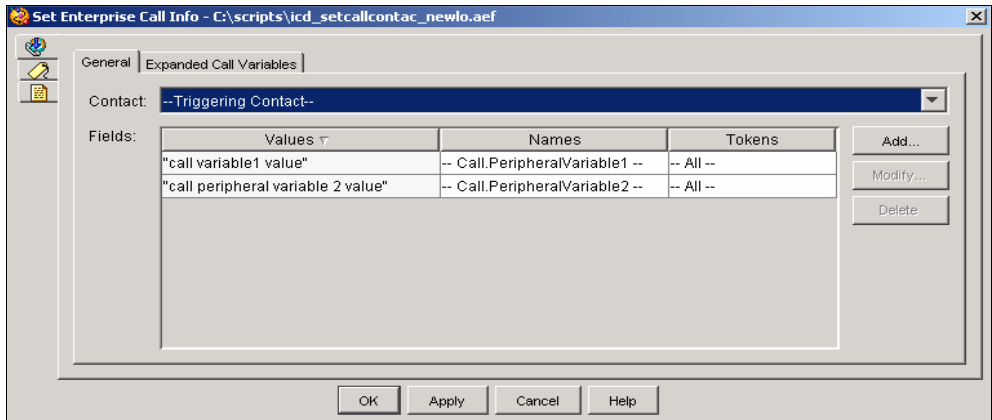 Set Enterprise Call Info - C:\scripts\icd_setcallcontac_newlo.aef
General Expanded Call Variables
Contact: --Triggering Contact--
Fields: Values Names Tokens Add...
"call variable1 value" -- Call.PeripheralVariable1 -- -- All --
Modify...
"call peripheral variable 2 value" -- Call.PeripheralVariable2 -- -- All --
Delete
OK Apply Cancel Help